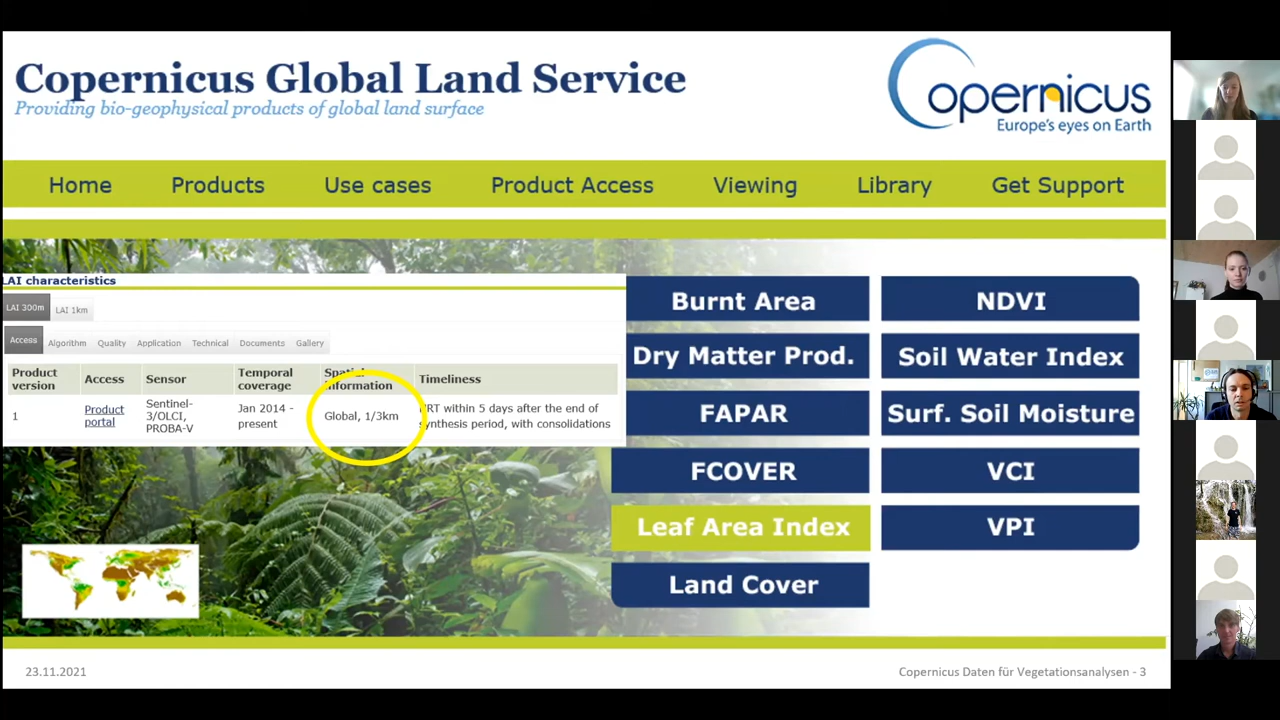 Copernicus Global Land Service
Providing bio-geophysical products of global land surface
opernicus
Europe's eyes on Earth
Home Products Use cases Product Access Viewing Library Get Support
LAI characteristics
LAI 300m LAI 1km
Access Algorithm Quality Application Technical Documents Gallery
Product version Access Sensor Temporal coverage Spatial information Timeliness
1 Product portal Sentinel-3/OLCI, PROBA-V Jan 2014 - present Global, 1/3km NRT within 5 days after the end of synthesis period, with consolidations
Burnt Area NDVI
Dry Matter Prod. Soil Water Index
FAPAR Surf. Soil Moisture
FCOVER VCI
Leaf Area Index VPI
Land Cover
23.11.2021 Copernicus Daten für Vegetationsanalysen - 3